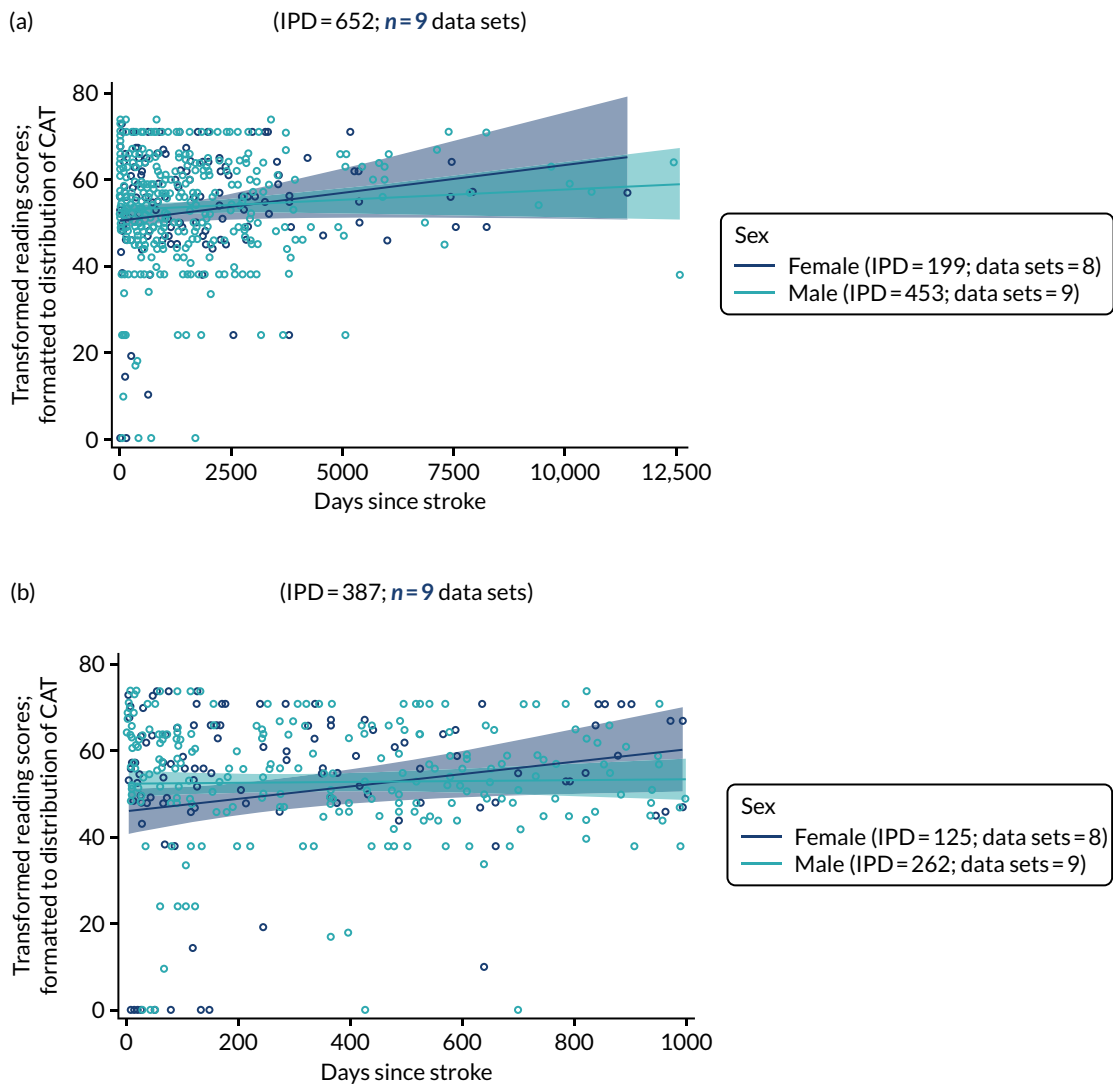 (a)
(IPD = 652; n = 9 data sets)
Transformed reading scores;
formatted to distribution of CAT
80
60
40
20
0
0 2500 5000 7500 10,000 12,500
Days since stroke
Sex
Female (IPD = 199; data sets = 8)
Male (IPD = 453; data sets = 9)
(b)
(IPD = 387; n = 9 data sets)
Transformed reading scores;
formatted to distribution of CAT
80
60
40
20
0
0 200 400 600 800 1000
Days since stroke
Sex
Female (IPD = 125; data sets = 8)
Male (IPD = 262; data sets = 9)